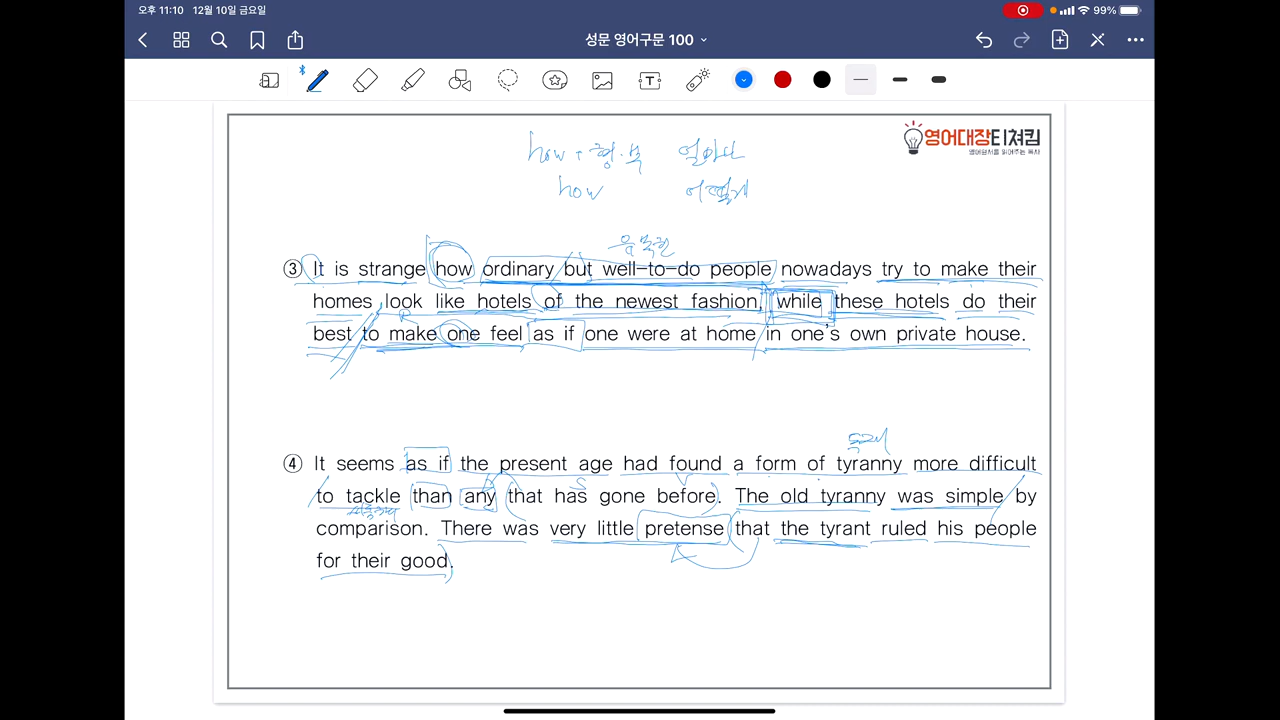 오후 11:10 12월 10일 금요일
99%
성문 영어구문 100
영어대장티쳐킴
how + 형.부 얼마나
how 어떻게
유복한
③ It is strange how ordinary but well-to-do people nowadays try to make their
homes look like hotels of the newest fashion, while these hotels do their
best to make one feel as if one were at home in one's own private house.
독재
④ It seems as if the present age had found a form of tyranny more difficult
to tackle than any that has gone before. The old tyranny was simple by
S V
comparison. There was very little pretense that the tyrant ruled his people
for their good.